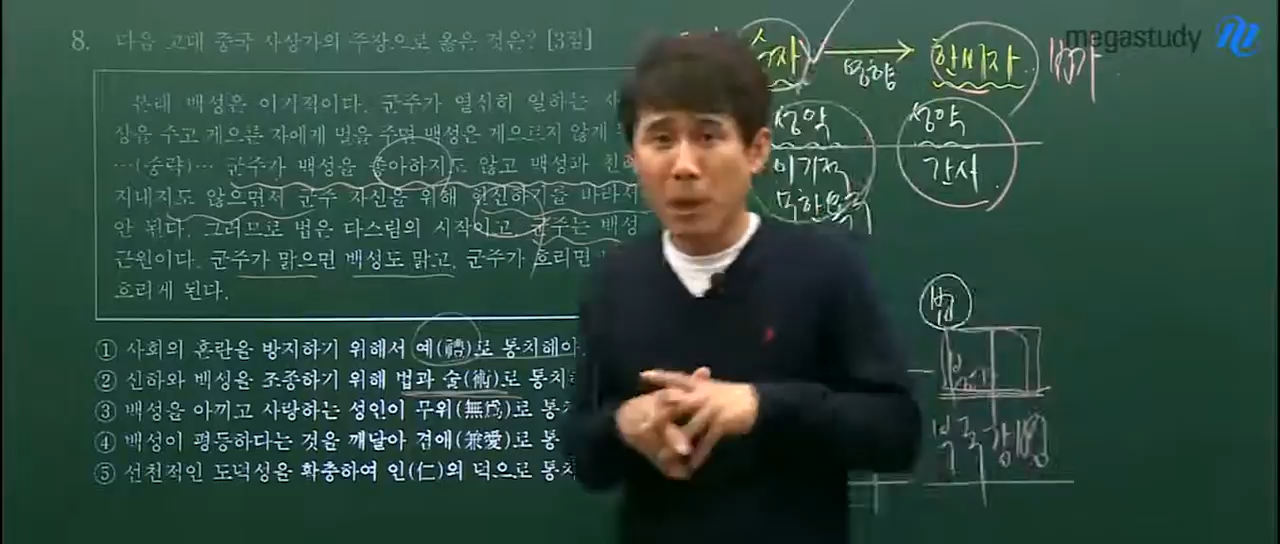 8. 다음 고대 중국 사상가의 주장으로 옳은 것은? [3점]
본래 백성은 이기적이다. 군주가 열심히 일하는
상을 주고 게으른 자에게 벌을 주면 백성은 게으르지 않게
…(중략)… 군주가 백성을 좋아하지도 않고 백성과 친하
지내지도 않으면서 군주 자신을 위해 헌신하기를 바라서
안 된다. 그러므로 법은 다스림의 시작이고 군주는 백성
근원이다. 군주가 맑으면 백성도 맑고, 군주가 흐리면
흐리게 된다.
① 사회의 혼란을 방지하기 위해서 예(禮)로 통치해야
② 신하와 백성을 조종하기 위해 법과 술(術)로 통치
③ 백성을 아끼고 사랑하는 성인이 무위(無爲)로 통
④ 백성이 평등하다는 것을 깨달아 겸애(兼愛)로 통
⑤ 선천적인 도덕성을 확충하여 인(仁)의 덕으로 통치
megastudy
순자
영향
한비자
법가
성악
이기적
무한욕구
성악
간사
법
부국강병